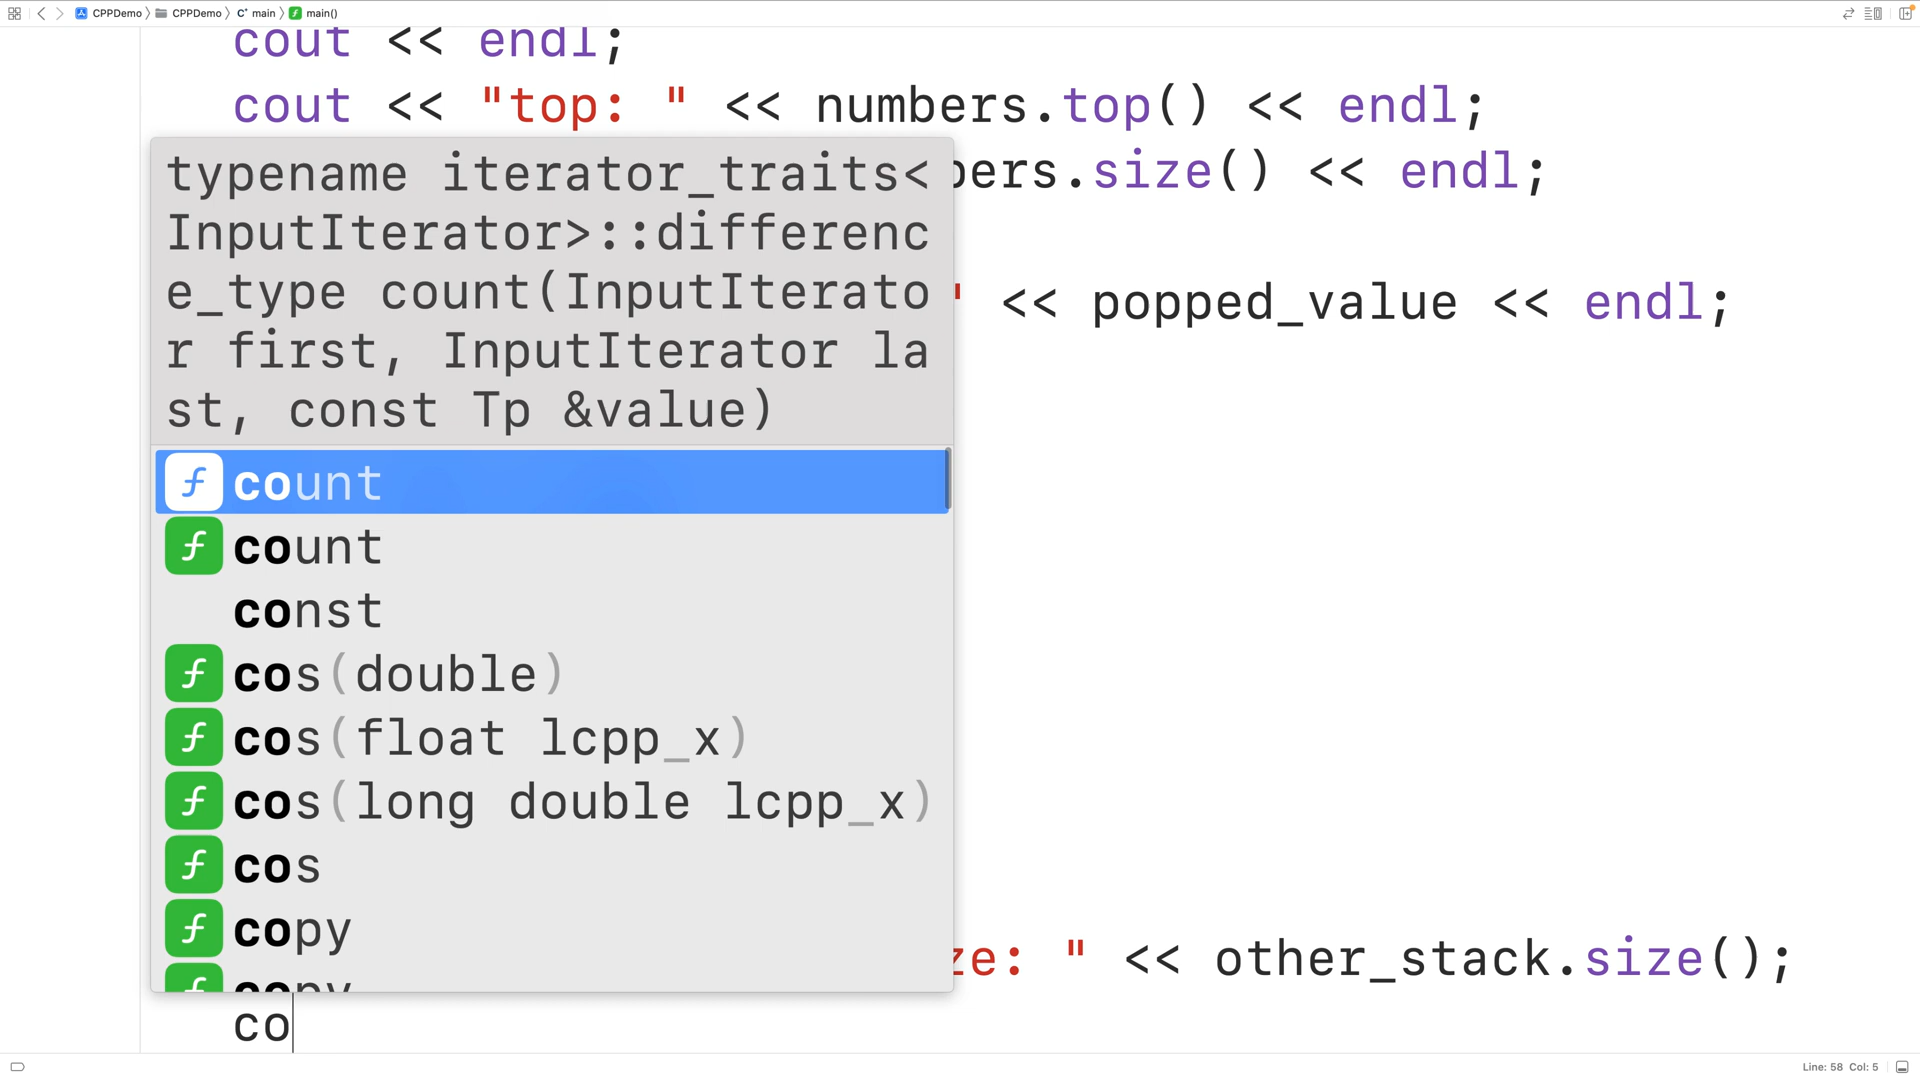 CPPDemo CPPDemo main main()
cout << endl;
cout << "top: " << numbers.top() << endl;
bers.size() << endl;
" << popped_value << endl;
typename iterator_traits<
InputIterator>::differenc
e_type count(InputIterato
r first, InputIterator la
st, const Tp &value)
count
count
const
cos(double)
cos(float lcpp_x)
cos(long double lcpp_x)
cos
copy
copy
ze: " << other_stack.size();
co
Line: 58 Col: 5